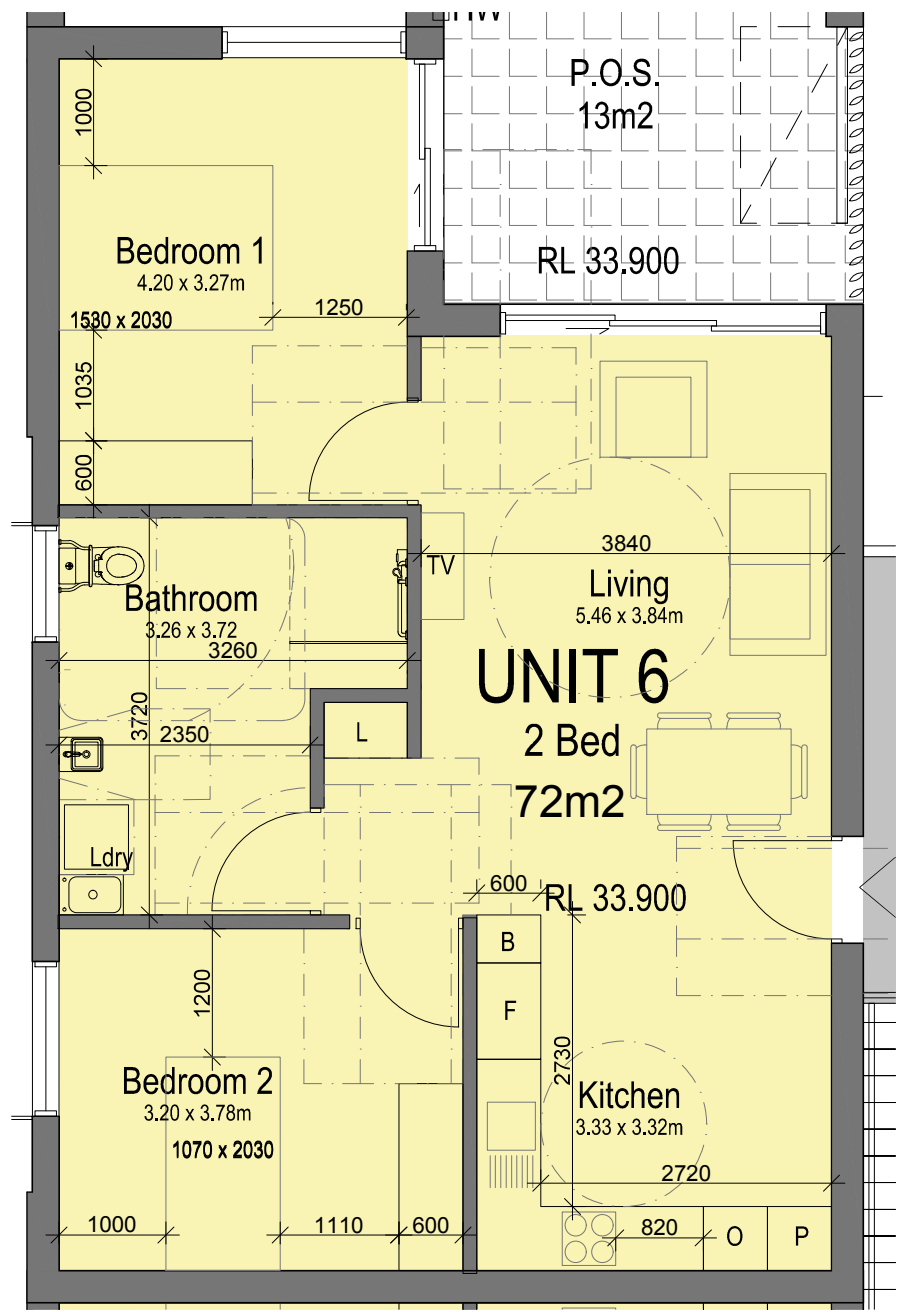 P.O.S.
13m2
RL 33.900
1000
Bedroom 1
4.20 x 3.27m
1530 x 2030
1250
1035
600
TV
3840
Living
5.46 x 3.84m
Bathroom
3.26 x 3.72
3260
3720
2350
L
UNIT 6
2 Bed
72m2
Ldry
600
RL 33.900
B
F
1200
2730
Bedroom 2
3.20 x 3.78m
1070 x 2030
Kitchen
3.33 x 3.32m
2720
1000
1110
600
820
O
P